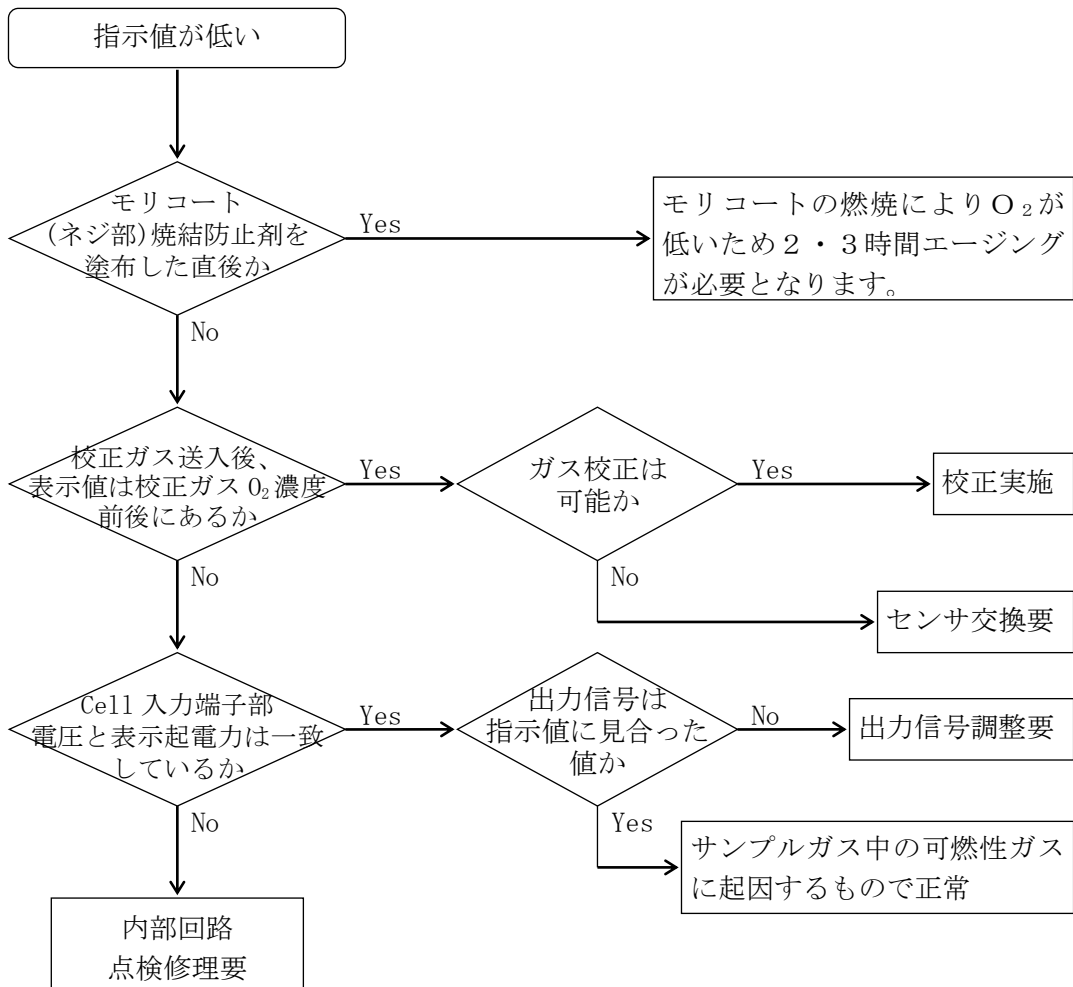 指示値が低い
モリコート
(ネジ部)焼結防止剤を
塗布した直後か
Yes
モリコートの燃焼によりO₂が
低いため2・3時間エージング
が必要となります。
No
校正ガス送入後、
表示値は校正ガスO₂濃度
前後にあるか
Yes
ガス校正は
可能か
Yes
校正実施
No
No
センサ交換要
Cell入力端子部
電圧と表示起電力は一致
しているか
Yes
出力信号は
指示値に見合った
値か
No
出力信号調整要
No
Yes
サンプルガス中の可燃性ガス
に起因するもので正常
内部回路
点検修理要